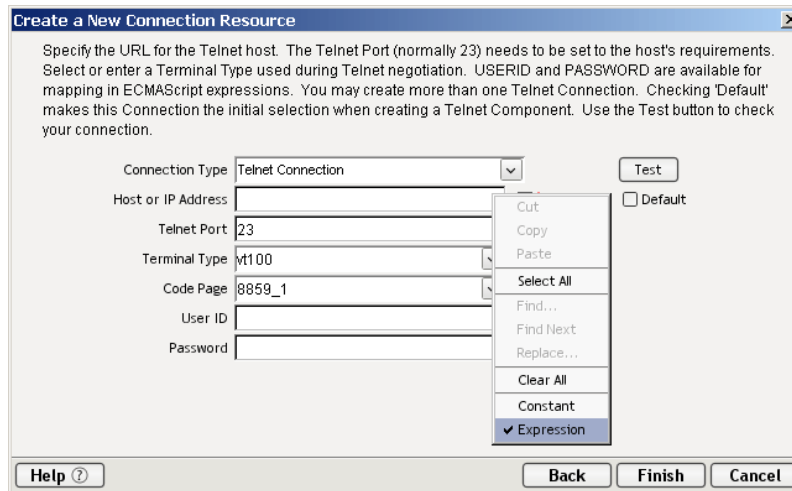 Create a New Connection Resource
Specify the URL for the Telnet host. The Telnet Port (normally 23) needs to be set to the host's requirements.
Select or enter a Terminal Type used during Telnet negotiation. USERID and PASSWORD are available for
mapping in ECMAScript expressions. You may create more than one Telnet Connection. Checking 'Default'
makes this Connection the initial selection when creating a Telnet Component. Use the Test button to check
your connection.
Connection Type Telnet Connection Test
Host or IP Address Default
Telnet Port 23
Terminal Type vt100
Code Page 8859_1
User ID
Password
Cut
Copy
Paste
Select All
Find...
Find Next
Replace...
Clear All
Constant
Expression
Help ? Back Finish Cancel